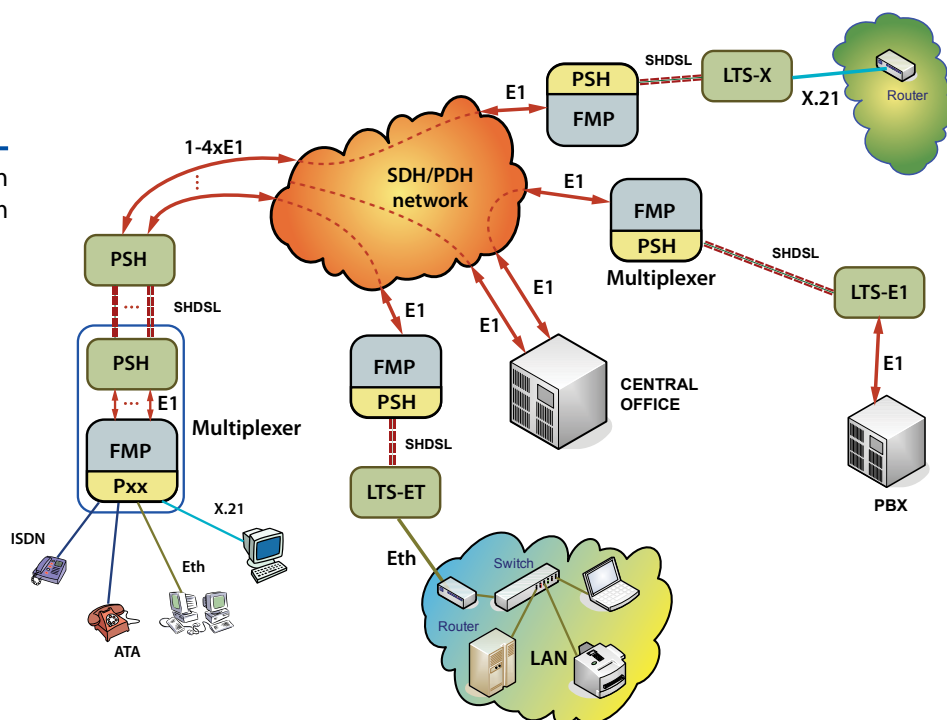 n
n
1-4xE1
...
PSH
...
SHDSL
PSH
...
E1
FMP
Pxx
Multiplexer
ISDN
ATA
Eth
X.21
SDH/PDH
network
E1
PSH
FMP
SHDSL
LTS-X
X.21
Router
E1
FMP
PSH
Multiplexer
SHDSL
LTS-E1
E1
PBX
E1
E1
CENTRAL
OFFICE
E1
FMP
PSH
SHDSL
LTS-ET
Eth
Switch
Router
LAN